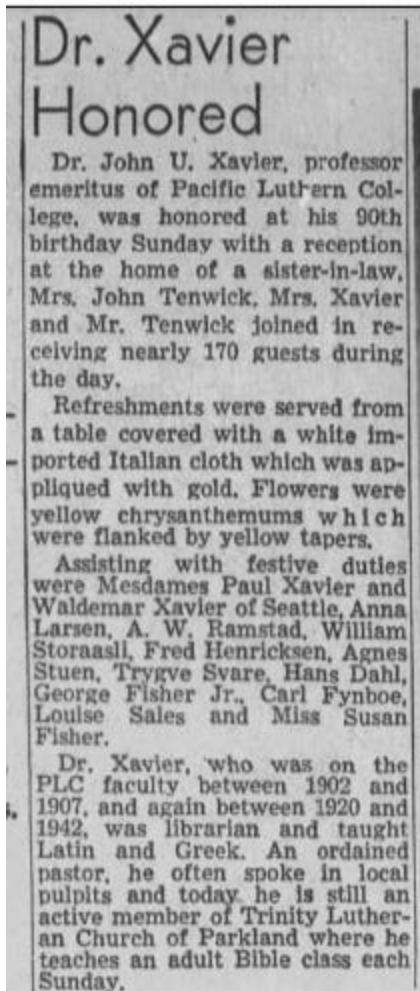 Dr. Xavier
Honored
Dr. John U. Xavier, professor
emeritus of Pacific Luthern Col-
lege, was honored at his 90th
birthday Sunday with a reception
at the home of a sister-in-law,
Mrs. John Tenwick, Mrs. Xavier
and Mr. Tenwick joined in re-
ceiving nearly 170 guests during
the day.
Refreshments were served from
a table covered with a white im-
ported Italian cloth which was ap-
pliqued with gold. Flowers were
yellow chrysanthemums which
were flanked by yellow tapers.
Assisting with festive duties
were Mesdames Paul Xavier and
Waldemar Xavier of Seattle, Anna
Larsen, A. W. Ramstad, William
Storaasli, Fred Henricksen, Agnes
Stuen, Trygve Svare, Hans Dahl,
George Fisher Jr., Carl Fynboe,
Louise Sales and Miss Susan
Fisher.
Dr. Xavier, who was on the
PLC faculty between 1902 and
1907, and again between 1920 and
1942, was librarian and taught
Latin and Greek. An ordained
pastor, he often spoke in local
pulpits and today he is still an
active member of Trinity Luther-
an Church of Parkland where he
teaches an adult Bible class each
Sunday.